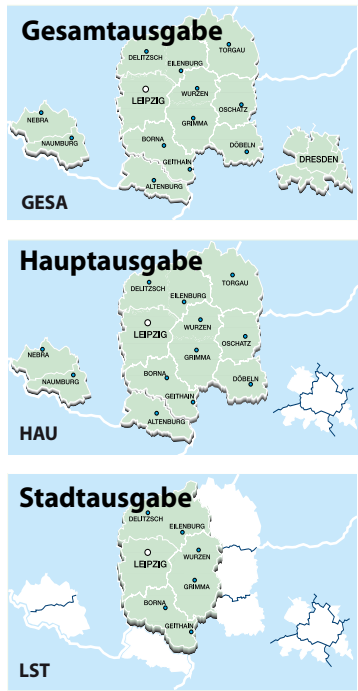 Gesamtausgabe
TORGAU
DELITZSCH
EILENBURG
LEIPZIG
WURZEN
OSCHATZ
NEBRA
GRIMMA
NAUMBURG
BORNA
DÖBELN
GEITHAIN
DRESDEN
ALTENBURG
GESA
Hauptausgabe
TORGAU
DELITZSCH
EILENBURG
LEIPZIG
WURZEN
OSCHATZ
NEBRA
GRIMMA
NAUMBURG
BORNA
DÖBELN
GEITHAIN
ALTENBURG
HAU
Stadtausgabe
DELITZSCH
EILENBURG
WURZEN
LEIPZIG
GRIMMA
BORNA
GEITHAIN
LST